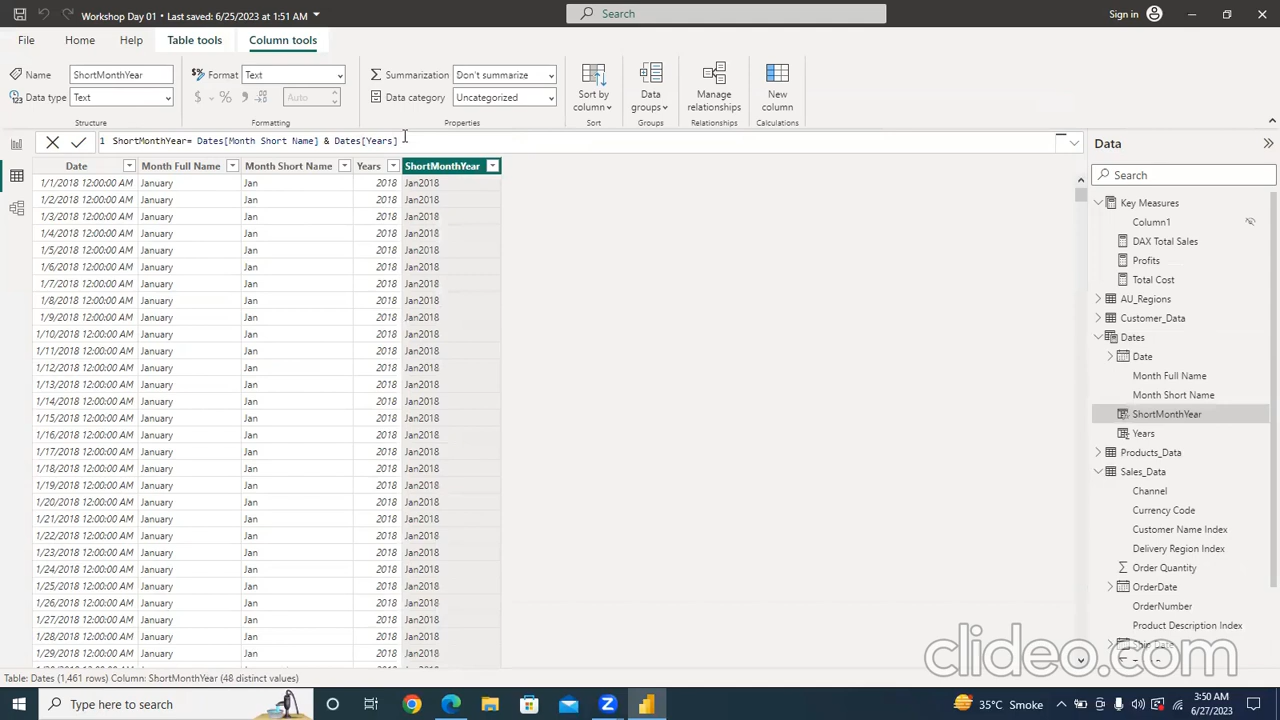 Workshop Day 01 • Last saved: 6/25/2023 at 1:51 AM
Search
Sign in
File
Home
Help
Table tools
Column tools
Name
ShortMonthYear
Format
Text
Summarization
Don't summarize
Data type
Text
$
%
Auto
Data category
Uncategorized
Sort by column
Data groups
Manage relationships
New column
Structure
Formatting
Properties
Sort
Groups
Relationships
Calculations
1 ShortMonthYear= Dates[Month Short Name] & Dates[Years]
Date Month Full Name Month Short Name Years ShortMonthYear
1/1/2018 12:00:00 AM January Jan 2018 Jan2018
1/2/2018 12:00:00 AM January Jan 2018 Jan2018
1/3/2018 12:00:00 AM January Jan 2018 Jan2018
1/4/2018 12:00:00 AM January Jan 2018 Jan2018
1/5/2018 12:00:00 AM January Jan 2018 Jan2018
1/6/2018 12:00:00 AM January Jan 2018 Jan2018
1/7/2018 12:00:00 AM January Jan 2018 Jan2018
1/8/2018 12:00:00 AM January Jan 2018 Jan2018
1/9/2018 12:00:00 AM January Jan 2018 Jan2018
1/10/2018 12:00:00 AM January Jan 2018 Jan2018
1/11/2018 12:00:00 AM January Jan 2018 Jan2018
1/12/2018 12:00:00 AM January Jan 2018 Jan2018
1/13/2018 12:00:00 AM January Jan 2018 Jan2018
1/14/2018 12:00:00 AM January Jan 2018 Jan2018
1/15/2018 12:00:00 AM January Jan 2018 Jan2018
1/16/2018 12:00:00 AM January Jan 2018 Jan2018
1/17/2018 12:00:00 AM January Jan 2018 Jan2018
1/18/2018 12:00:00 AM January Jan 2018 Jan2018
1/19/2018 12:00:00 AM January Jan 2018 Jan2018
1/20/2018 12:00:00 AM January Jan 2018 Jan2018
1/21/2018 12:00:00 AM January Jan 2018 Jan2018
1/22/2018 12:00:00 AM January Jan 2018 Jan2018
1/23/2018 12:00:00 AM January Jan 2018 Jan2018
1/24/2018 12:00:00 AM January Jan 2018 Jan2018
1/25/2018 12:00:00 AM January Jan 2018 Jan2018
1/26/2018 12:00:00 AM January Jan 2018 Jan2018
1/27/2018 12:00:00 AM January Jan 2018 Jan2018
1/28/2018 12:00:00 AM January Jan 2018 Jan2018
1/29/2018 12:00:00 AM January Jan 2018 Jan2018
Data
Search
Key Measures
Column1
DAX Total Sales
Profits
Total Cost
AU_Regions
Customer_Data
Dates
Date
Month Full Name
Month Short Name
ShortMonthYear
Years
Products_Data
Sales_Data
Channel
Currency Code
Customer Name Index
Delivery Region Index
Order Quantity
OrderDate
OrderNumber
Product Description Index
Ship Date
clideo.com
Table: Dates (1,461 rows) Column: ShortMonthYear (48 distinct values)
Type here to search
35°C Smoke
3:50 AM
6/27/2023